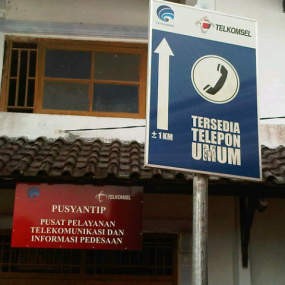 TELKOMSEL
± 1 KM
TERSEDIA
TELEPON
UMUM
TELKOMSEL
PUSYANTIP
PUSAT PELAYANAN
TELEKOMUNIKASI DAN
INFORMASI PEDESAAN